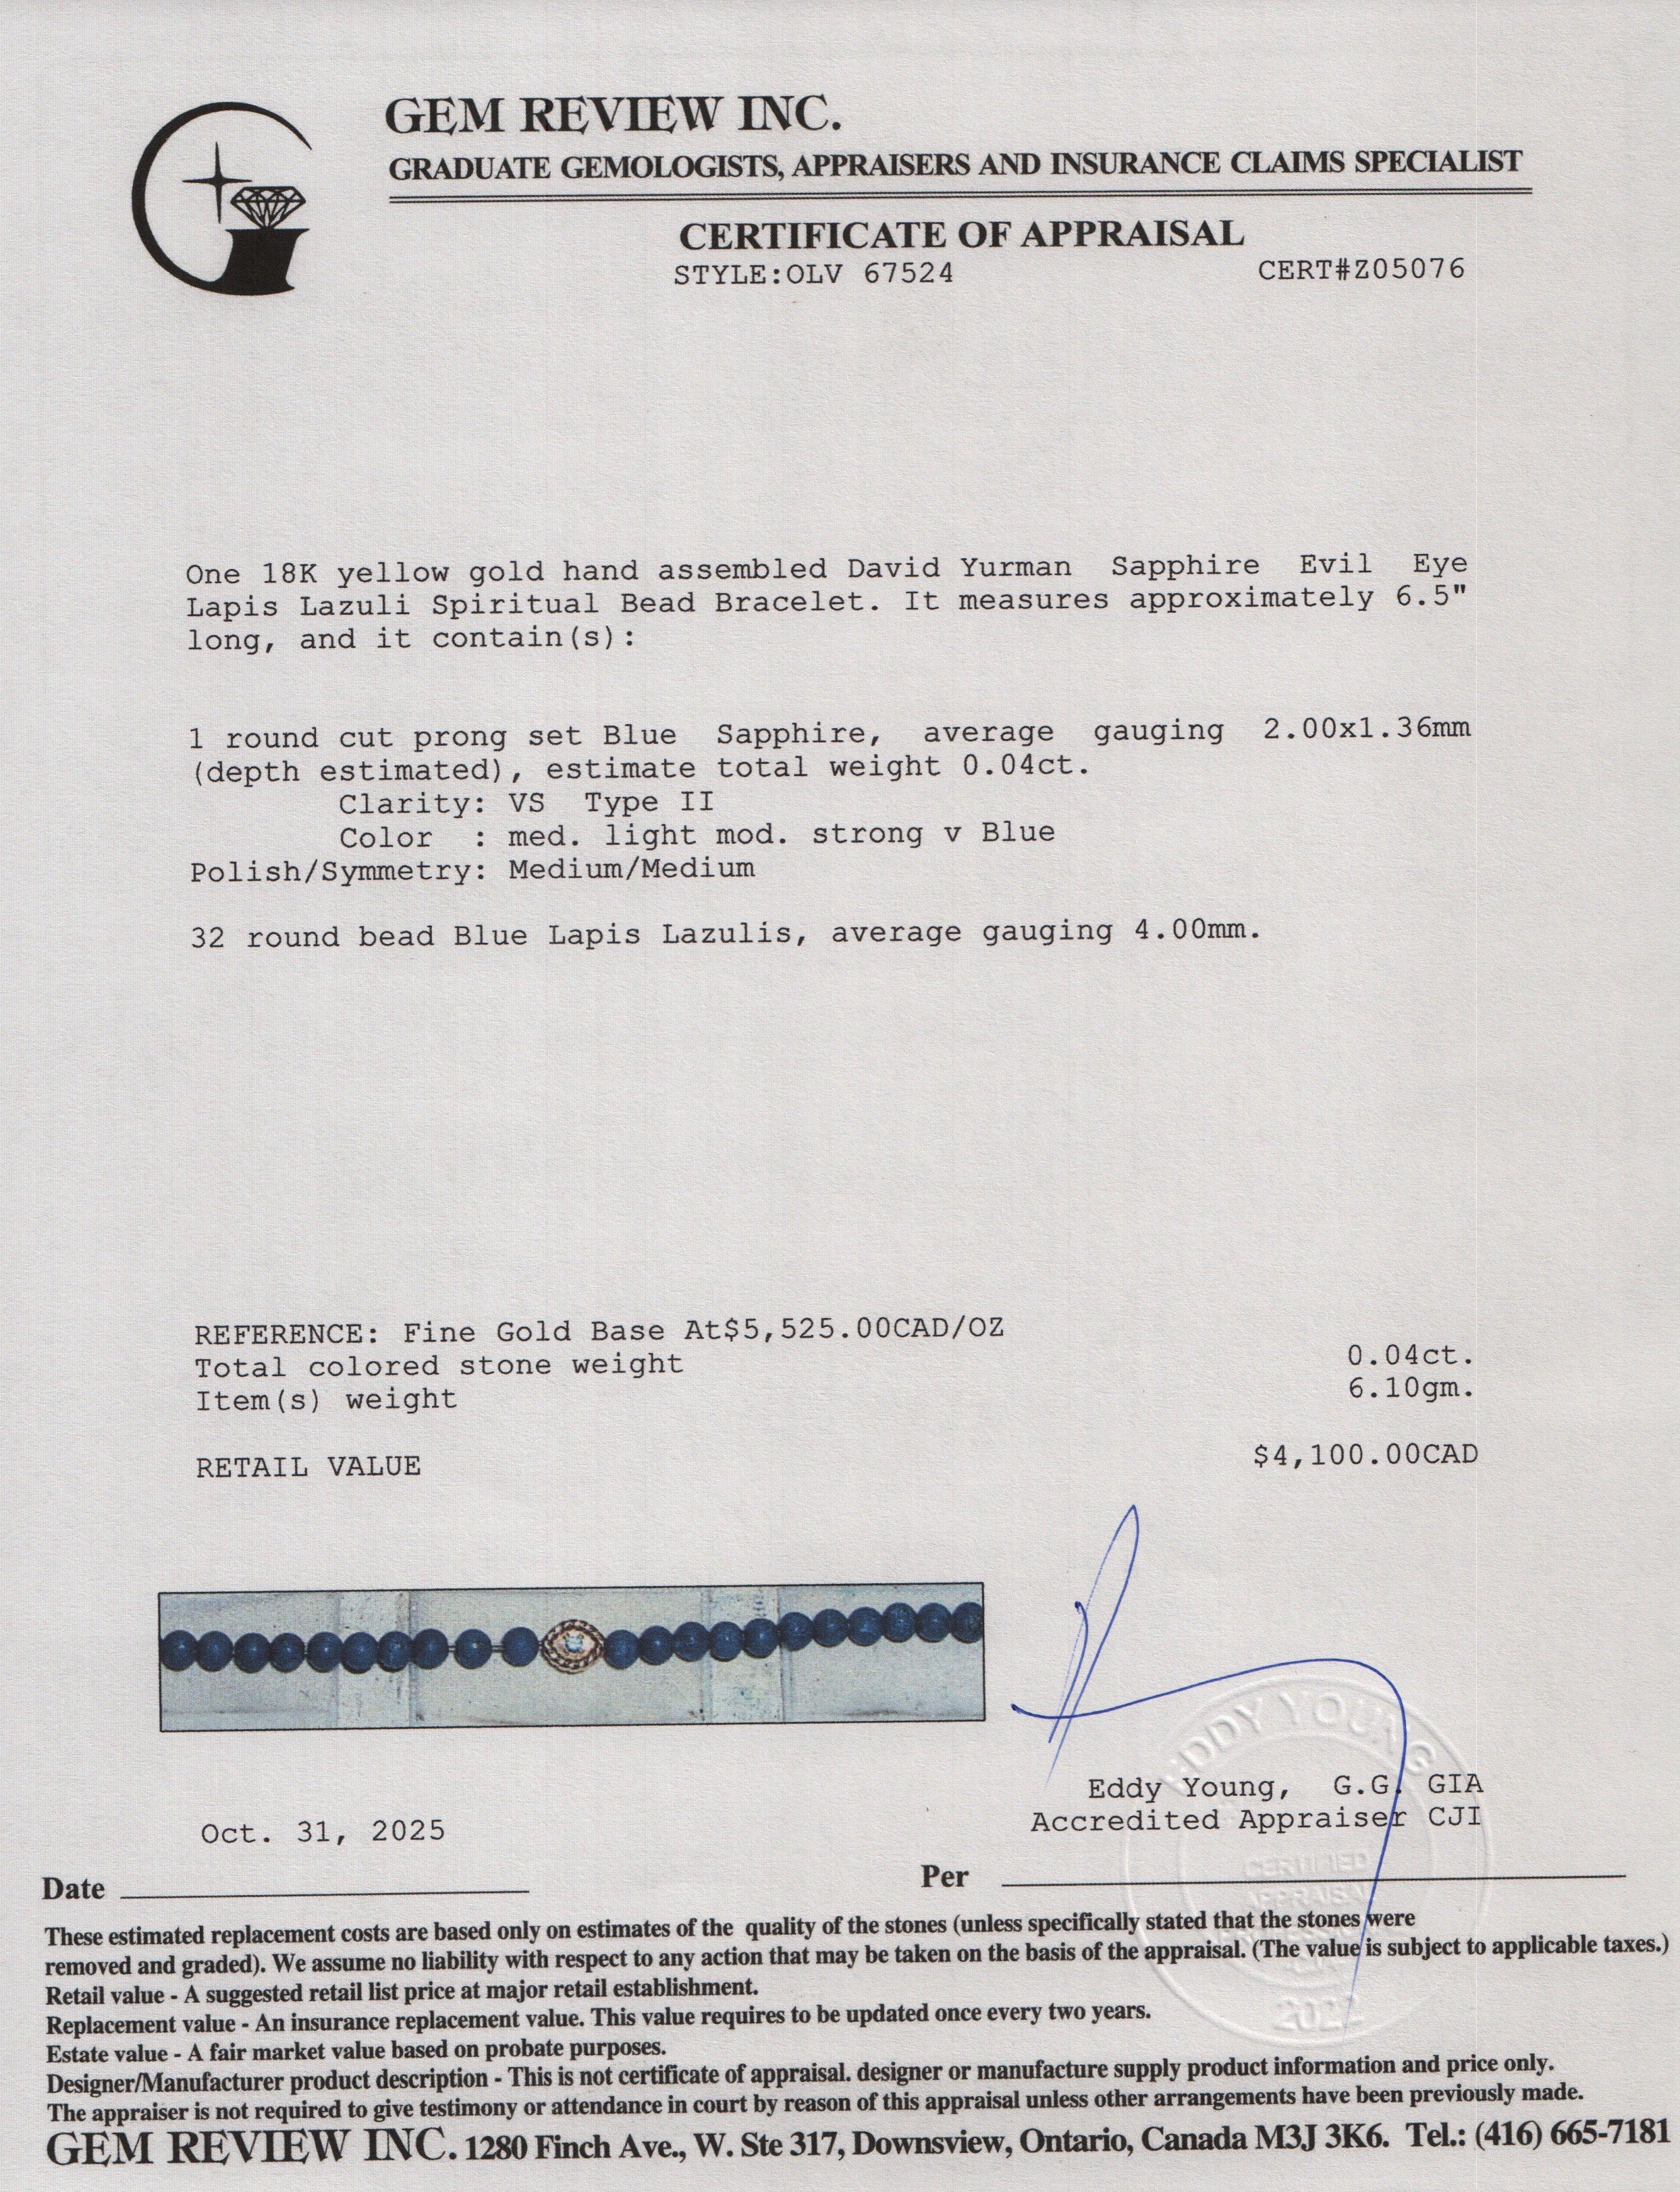 GEM REVIEW INC.
GRADUATE GEMOLOGISTS, APPRAISERS AND INSURANCE CLAIMS SPECIALIST
CERTIFICATE OF APPRAISAL
STYLE:OLV 67524 CERT#Z05076
One 18K yellow gold hand assembled David Yurman Sapphire Evil Eye
Lapis Lazuli Spiritual Bead Bracelet. It measures approximately 6.5"
long, and it contain(s):
1 round cut prong set Blue Sapphire, average gauging 2.00x1.36mm
(depth estimated), estimate total weight 0.04ct.
Clarity: VS Type II
Color : med. light mod. strong v Blue
Polish/Symmetry: Medium/Medium
32 round bead Blue Lapis Lazulis, average gauging 4.00mm.
REFERENCE: Fine Gold Base At$5,525.00CAD/OZ
Total colored stone weight 0.04ct.
Item(s) weight 6.10gm.
RETAIL VALUE $4,100.00CAD
EDDY YOUNG
Eddy Young, G.G. GIA
Accredited Appraiser CJI
Oct. 31, 2025
CERTIFIED
APPRAISAL
Date Per
These estimated replacement costs are based only on estimates of the quality of the stones (unless specifically stated that the stones were
removed and graded). We assume no liability with respect to any action that may be taken on the basis of the appraisal. (The value is subject to applicable taxes.)
Retail value - A suggested retail list price at major retail establishment.
Replacement value - An insurance replacement value. This value requires to be updated once every two years.
Estate value - A fair market value based on probate purposes.
Designer/Manufacturer product description - This is not certificate of appraisal. designer or manufacture supply product information and price only.
The appraiser is not required to give testimony or attendance in court by reason of this appraisal unless other arrangements have been previously made.
GEM REVIEW INC. 1280 Finch Ave., W. Ste 317, Downsview, Ontario, Canada M3J 3K6. Tel.: (416) 665-7181